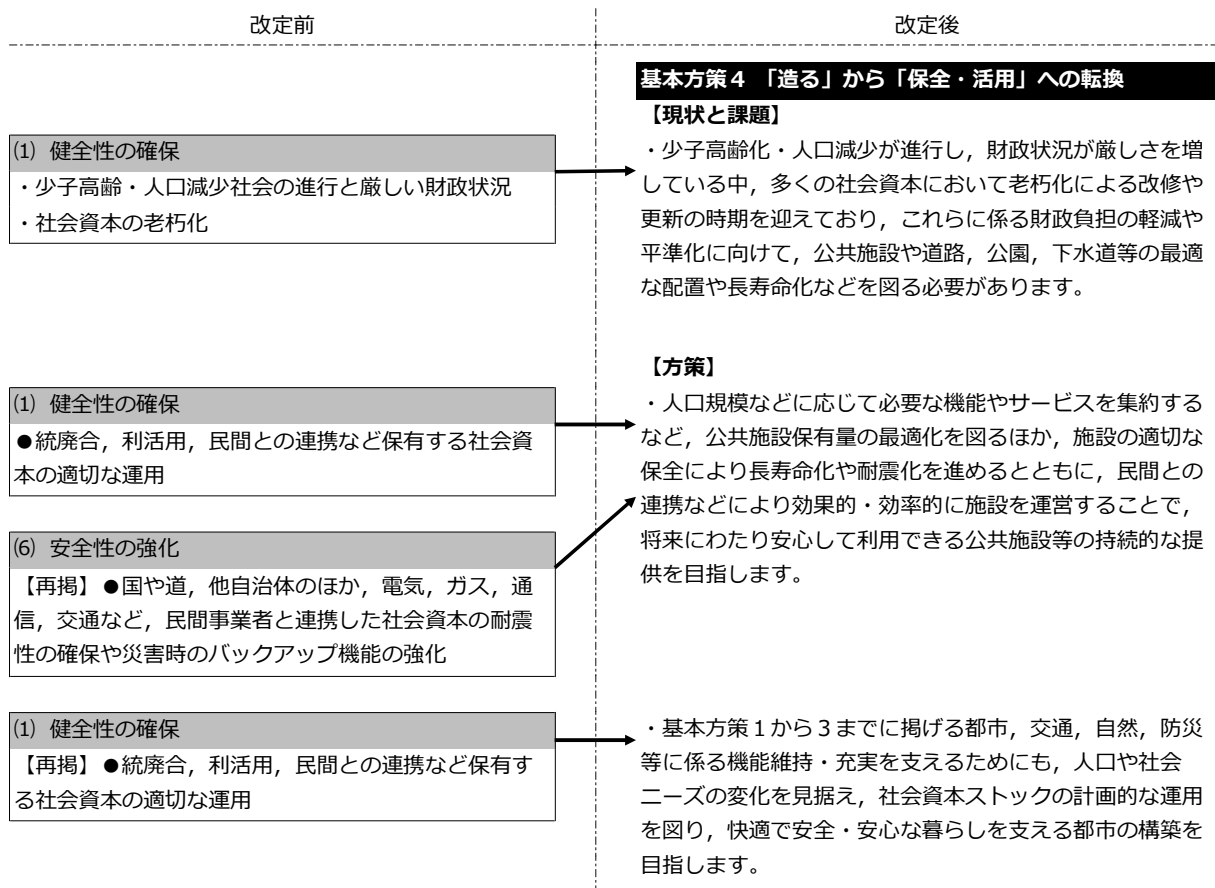 改定前
改定後
基本方策４ 「造る」から「保全・活用」への転換
【現状と課題】
・少子高齢化・人口減少が進行し，財政状況が厳しさを増
している中，多くの社会資本において老朽化による改修や
更新の時期を迎えており，これらに係る財政負担の軽減や
平準化に向けて，公共施設や道路，公園，下水道等の最適
な配置や長寿命化などを図る必要があります。
⑴ 健全性の確保
・少子高齢・人口減少社会の進行と厳しい財政状況
・社会資本の老朽化
【方策】
・人口規模などに応じて必要な機能やサービスを集約する
など，公共施設保有量の最適化を図るほか，施設の適切な
保全により長寿命化や耐震化を進めるとともに，民間との
連携などにより効果的・効率的に施設を運営することで，
将来にわたり安心して利用できる公共施設等の持続的な提
供を目指します。
⑴ 健全性の確保
●統廃合，利活用，民間との連携など保有する社会資
本の適切な運用
⑹ 安全性の強化
【再掲】●国や道，他自治体のほか，電気，ガス，通
信，交通など，民間事業者と連携した社会資本の耐震
性の確保や災害時のバックアップ機能の強化
⑴ 健全性の確保
【再掲】●統廃合，利活用，民間との連携など保有す
る社会資本の適切な運用
・基本方策１から３までに掲げる都市，交通，自然，防災
等に係る機能維持・充実を支えるためにも，人口や社会
ニーズの変化を見据え，社会資本ストックの計画的な運用
を図り，快適で安全・安心な暮らしを支える都市の構築を
目指します。